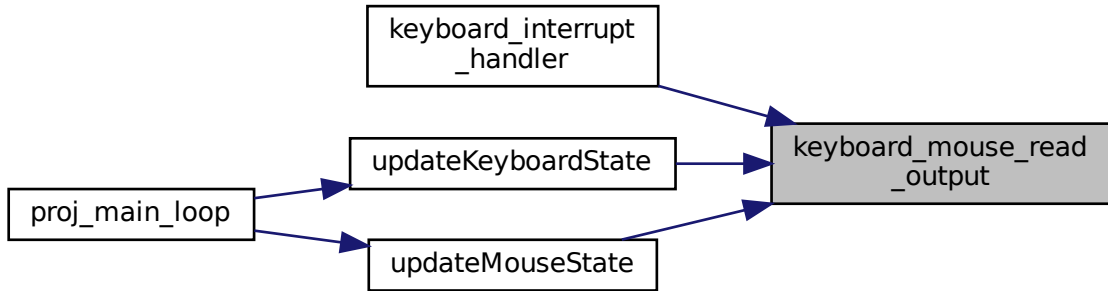 keyboard_interrupt
_handler
keyboard_mouse_read
_output
updateKeyboardState
proj_main_loop
updateMouseState